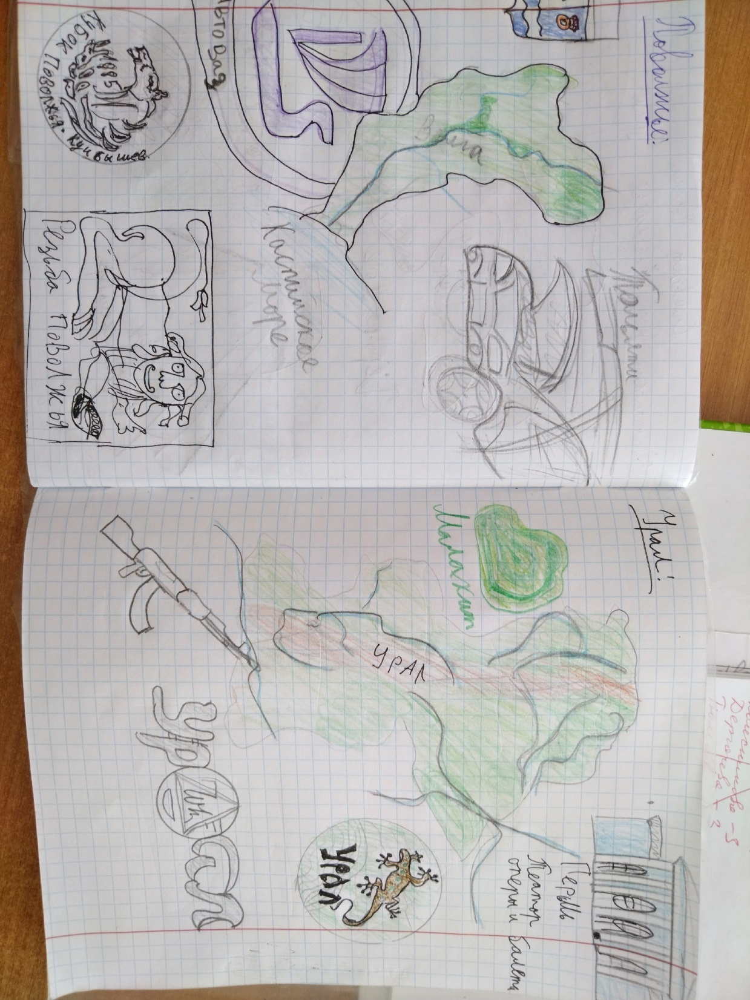 Поволжье!
АвтоВаз
Волга
Каспийское
Море
Тольятти
Кубок Поволжья. Куйбышев.
Резьба ПовОлЖья
Урал!
Малахит
УРАЛ
Пермь
Театр
оперы и балета
Урал
Урал